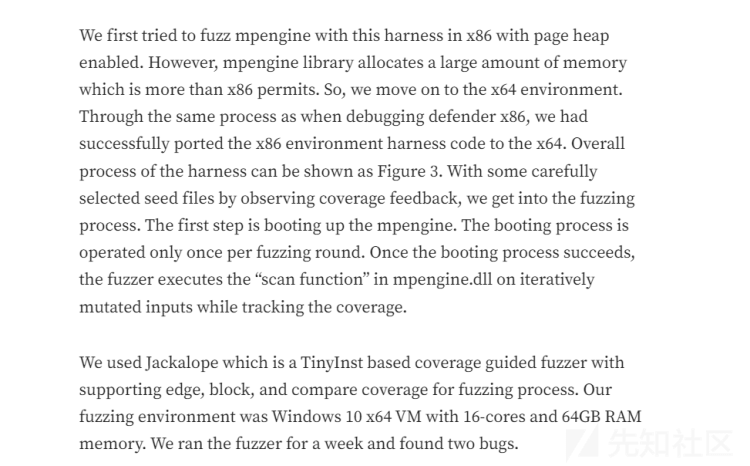 We first tried to fuzz mpengine with this harness in x86 with page heap
enabled. However, mpengine library allocates a large amount of memory
which is more than x86 permits. So, we move on to the x64 environment.
Through the same process as when debugging defender x86, we had
successfully ported the x86 environment harness code to the x64. Overall
process of the harness can be shown as Figure 3. With some carefully
selected seed files by observing coverage feedback, we get into the fuzzing
process. The first step is booting up the mpengine. The booting process is
operated only once per fuzzing round. Once the booting process succeeds,
the fuzzer executes the “scan function” in mpengine.dll on iteratively
mutated inputs while tracking the coverage.
We used Jackalope which is a TinyInst based coverage guided fuzzer with
supporting edge, block, and compare coverage for fuzzing process. Our
fuzzing environment was Windows 10 x64 VM with 16-cores and 64GB RAM
memory. We ran the fuzzer for a week and found two bugs.
先知社区